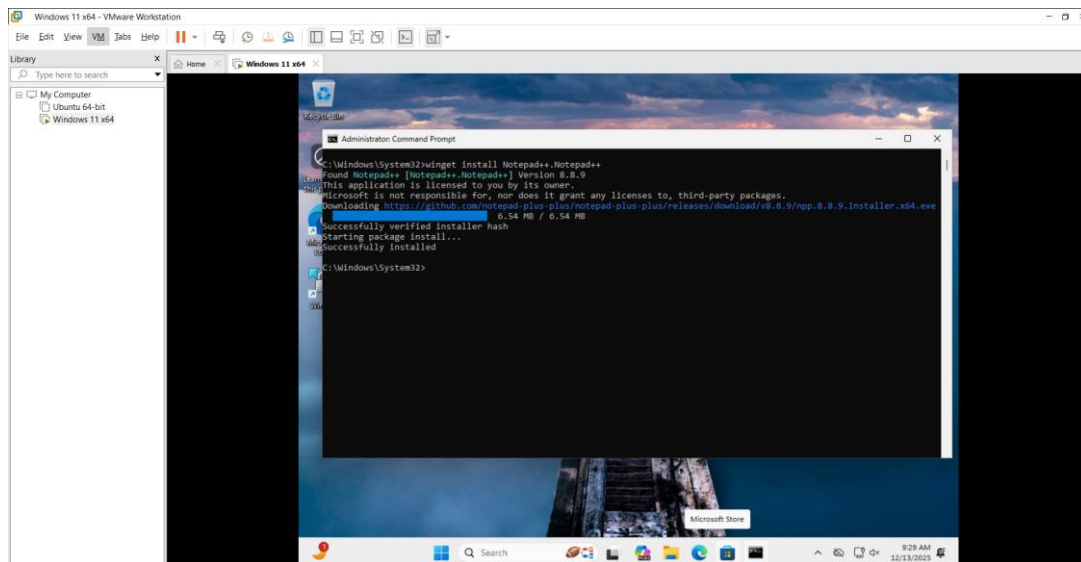 Windows 11 x64 - VMware Workstation
File Edit View VM Tabs Help
Library
Type here to search
My Computer
Ubuntu 64-bit
Windows 11 x64
Home
Windows 11 x64
Recycle Bin
Administrator: Command Prompt
C:\Windows\System32>winget install Notepad++.Notepad++
Found Notepad++ [Notepad++.Notepad++] Version 8.8.9
This application is licensed to you by its owner.
Microsoft is not responsible for, nor does it grant any licenses to, third-party packages.
Downloading https://github.com/notepad-plus-plus/notepad-plus-plus/releases/download/v8.8.9/npp.8.8.9.Installer.x64.exe
6.54 MB / 6.54 MB
Successfully verified installer hash
Starting package install...
Successfully installed
C:\Windows\System32>
Microsoft Store
Search
9:29 AM
12/13/2025